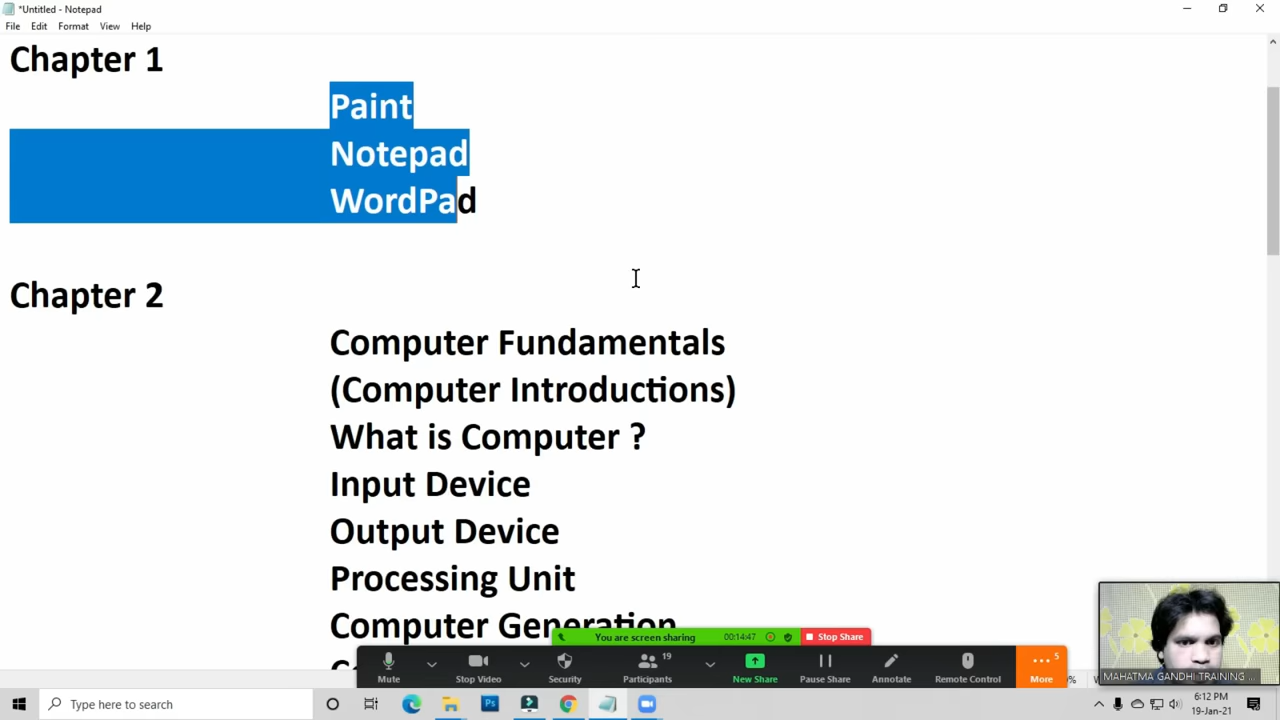 *Untitled - Notepad
File Edit Format View Help
Chapter 1
Paint
Notepad
WordPad
Chapter 2
Computer Fundamentals
(Computer Introductions)
What is Computer ?
Input Device
Output Device
Processing Unit
Computer Generation
You are screen sharing 00:14:47 Stop Share
19
5
Mute Stop Video Security Participants New Share Pause Share Annotate Remote Control More
MAHATMA GANDHI TRAINING ...
Type here to search
6:12 PM
19-Jan-21